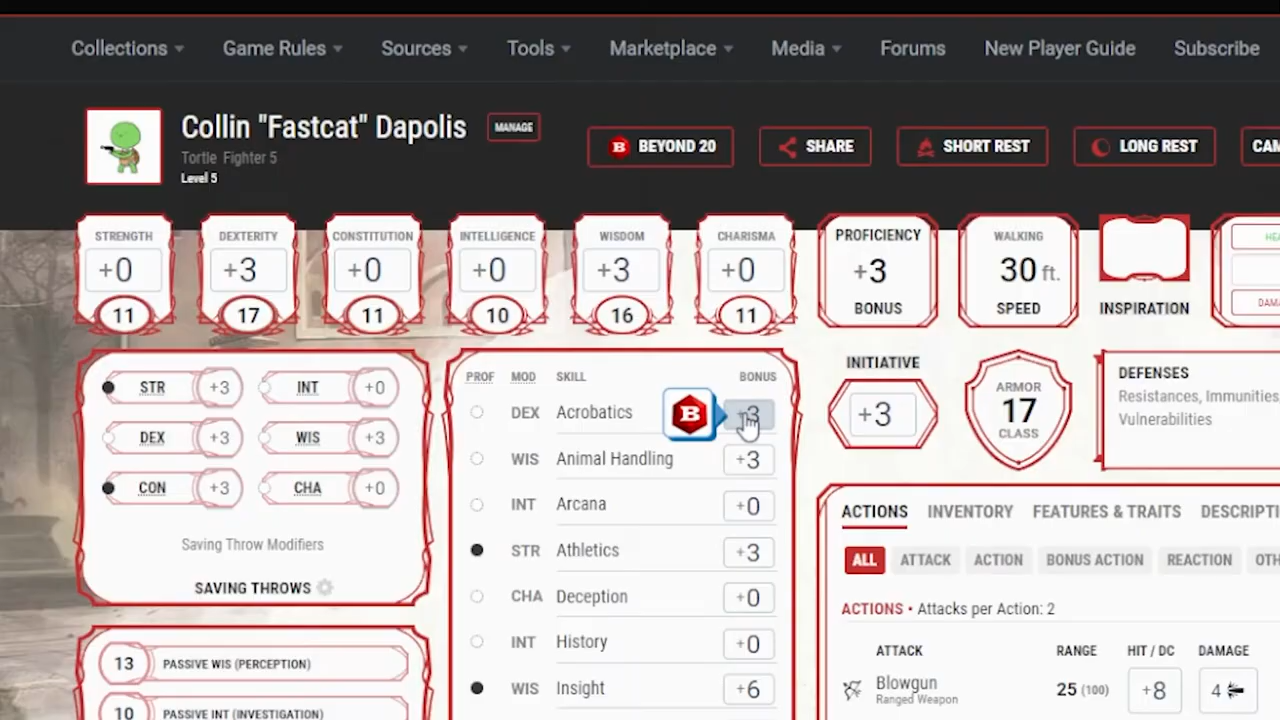 Collections Game Rules Sources Tools Marketplace Media Forums New Player Guide Subscribe
Collin "Fastcat" Dapolis MANAGE
Tortie Fighter 5
Level 5
B BEYOND 20 SHARE SHORT REST LONG REST
STRENGTH
+0
11
DEXTERITY
+3
17
CONSTITUTION
+0
11
INTELLIGENCE
+0
10
WISDOM
+3
16
CHARISMA
+0
11
PROFICIENCY
+3
BONUS
WALKING
30 ft.
SPEED
INSPIRATION
STR +3 INT +0
DEX +3 WIS +3
CON +3 CHA +0
Saving Throw Modifiers
SAVING THROWS
13 PASSIVE WIS (PERCEPTION)
10 PASSIVE INT (INVESTIGATION)
PROF MOD SKILL BONUS
DEX Acrobatics B +3
WIS Animal Handling +3
INT Arcana +0
STR Athletics +3
CHA Deception +0
INT History +0
WIS Insight +6
INITIATIVE
+3
ARMOR
17
CLASS
DEFENSES
Resistances, Immunities
Vulnerabilities
ACTIONS INVENTORY FEATURES & TRAITS DESCRIPTI
ALL ATTACK ACTION BONUS ACTION REACTION OTH
ACTIONS • Attacks per Action: 2
ATTACK RANGE HIT / DC DAMAGE
Blowgun 25 (100) +8 4
Ranged Weapon